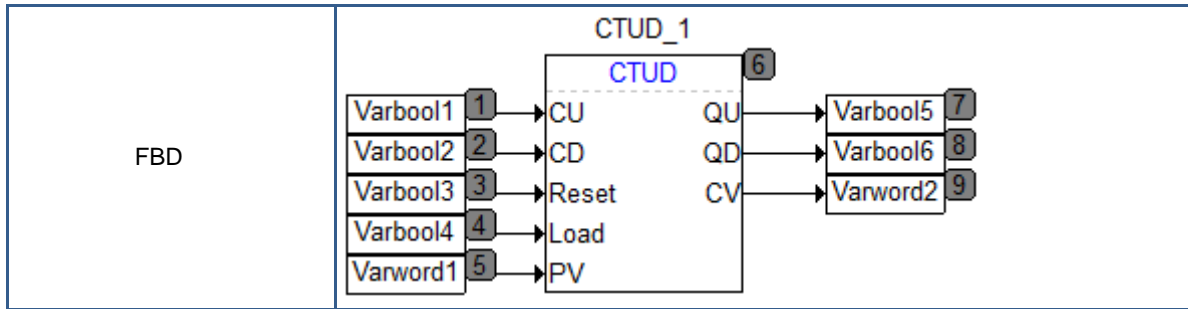 CTUD_1
CTUD 6
Varbool1 1 CU QU Varbool5 7
Varbool2 2 CD QD Varbool6 8
FBD
Varbool3 3 Reset CV Varword2 9
Varbool4 4 Load
Varword1 5 PV